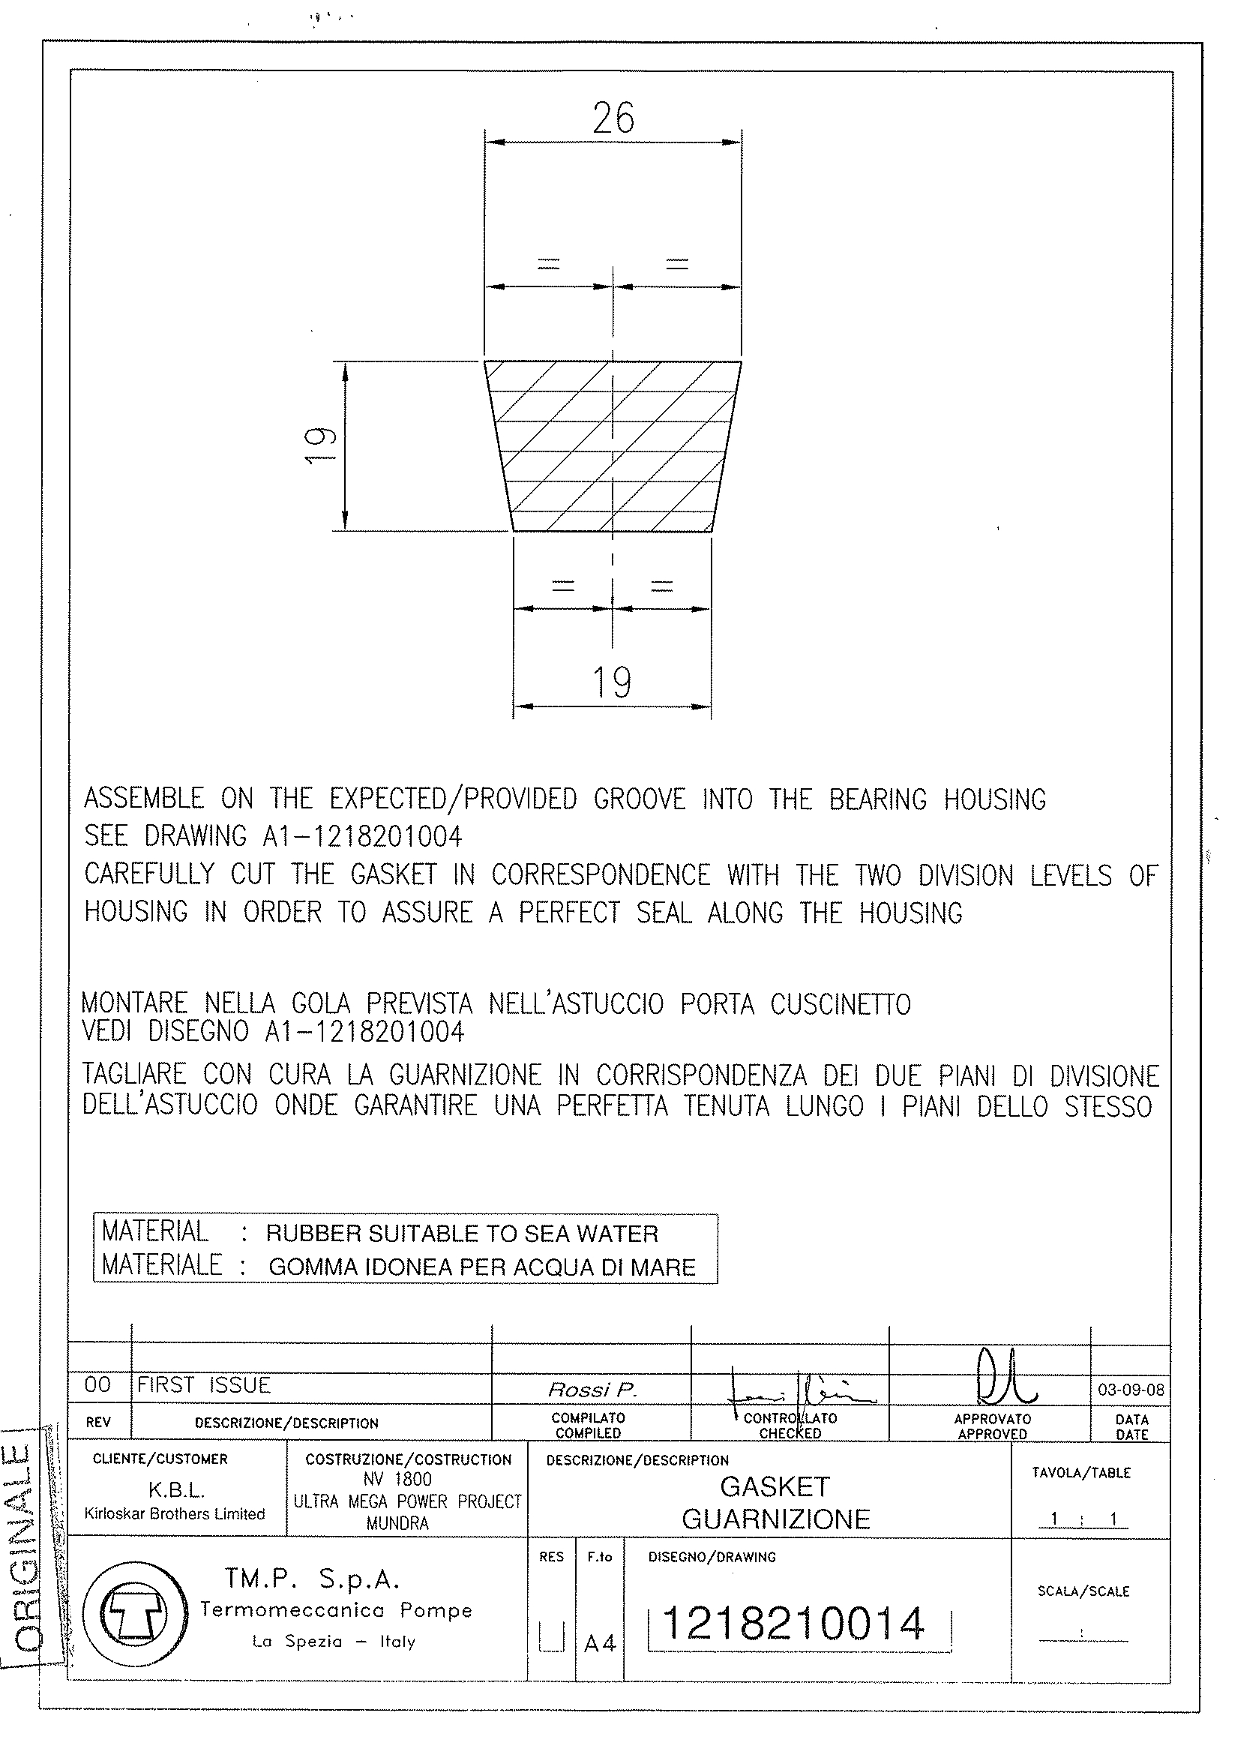 26
=
=
19
=
=
19
ASSEMBLE ON THE EXPECTED/PROVIDED GROOVE INTO THE BEARING HOUSING
SEE DRAWING A1-1218201004
CAREFULLY CUT THE GASKET IN CORRESPONDENCE WITH THE TWO DIVISION LEVELS OF
HOUSING IN ORDER TO ASSURE A PERFECT SEAL ALONG THE HOUSING
MONTARE NELLA GOLA PREVISTA NELL'ASTUCCIO PORTA CUSCINETTO
VEDI DISEGNO A1-1218201004
TAGLIARE CON CURA LA GUARNIZIONE IN CORRISPONDENZA DEI DUE PIANI DI DIVISIONE
DELL'ASTUCCIO ONDE GARANTIRE UNA PERFETTA TENUTA LUNGO I PIANI DELLO STESSO
MATERIAL : RUBBER SUITABLE TO SEA WATER
MATERIALE : GOMMA IDONEA PER ACQUA DI MARE
00 FIRST ISSUE Rossi P. 03-09-08
REV DESCRIZIONE/DESCRIPTION COMPILATO COMPILED CONTROLLATO CHECKED APPROVATO APPROVED DATA DATE
CLIENTE/CUSTOMER
K.B.L.
Kirloskar Brothers Limited
COSTRUZIONE/COSTRUCTION
NV 1800
ULTRA MEGA POWER PROJECT
MUNDRA
DESCRIZIONE/DESCRIPTION
GASKET
GUARNIZIONE
TAVOLA/TABLE
1 : 1
TM.P. S.p.A.
Termomeccanica Pompe
La Spezia - Italy
RES
U
F.to
A4
DISEGNO/DRAWING
1218210014
SCALA/SCALE
:
ORIGINALE